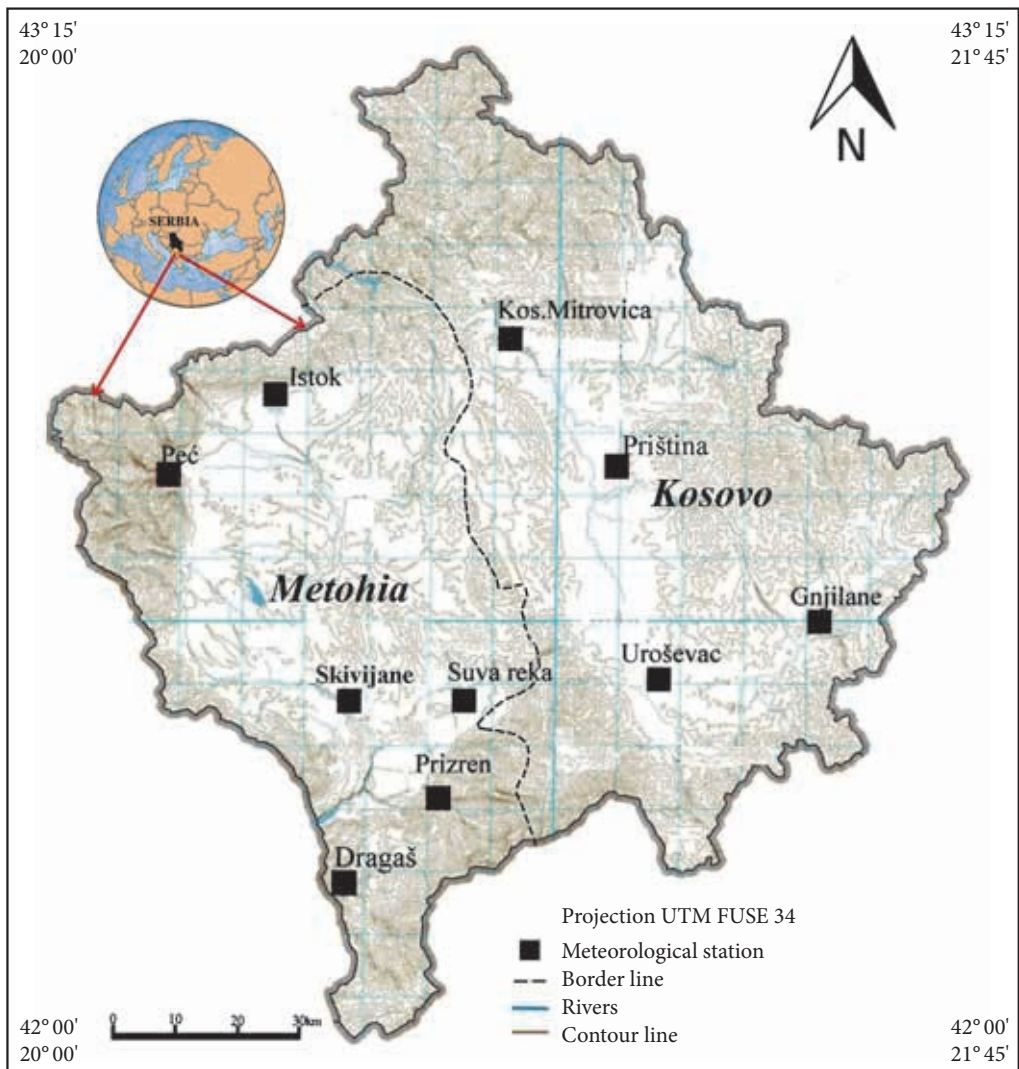 43° 15'
20° 00'
43° 15'
21° 45'
N
SERBIA
Kos.Mitrovica
Istok
Priština
Peć
Kosovo
Metohia
Gnjilane
Uroševac
Skivijane
Suva reka
Prizren
Dragaš
Projection UTM FUSE 34
Meteorological station
Border line
Rivers
Contour line
0 10 20 30km
42° 00'
20° 00'
42° 00'
21° 45'